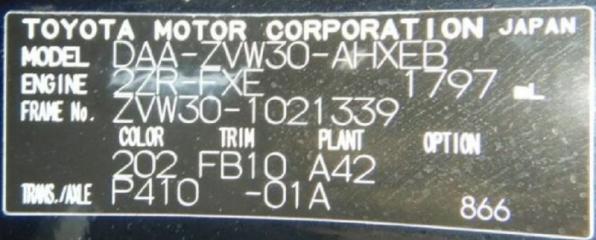 TOYOTA MOTOR CORPORATION JAPAN
MODEL DAA-ZVW30-AHXEB
ENGINE 2ZR-FXE 1797 mL
FRAME No. ZVW30-1021339
COLOR TRIM PLANT OPTION
202 FB10 A42
TRANS./AXLE P410 -01A
866